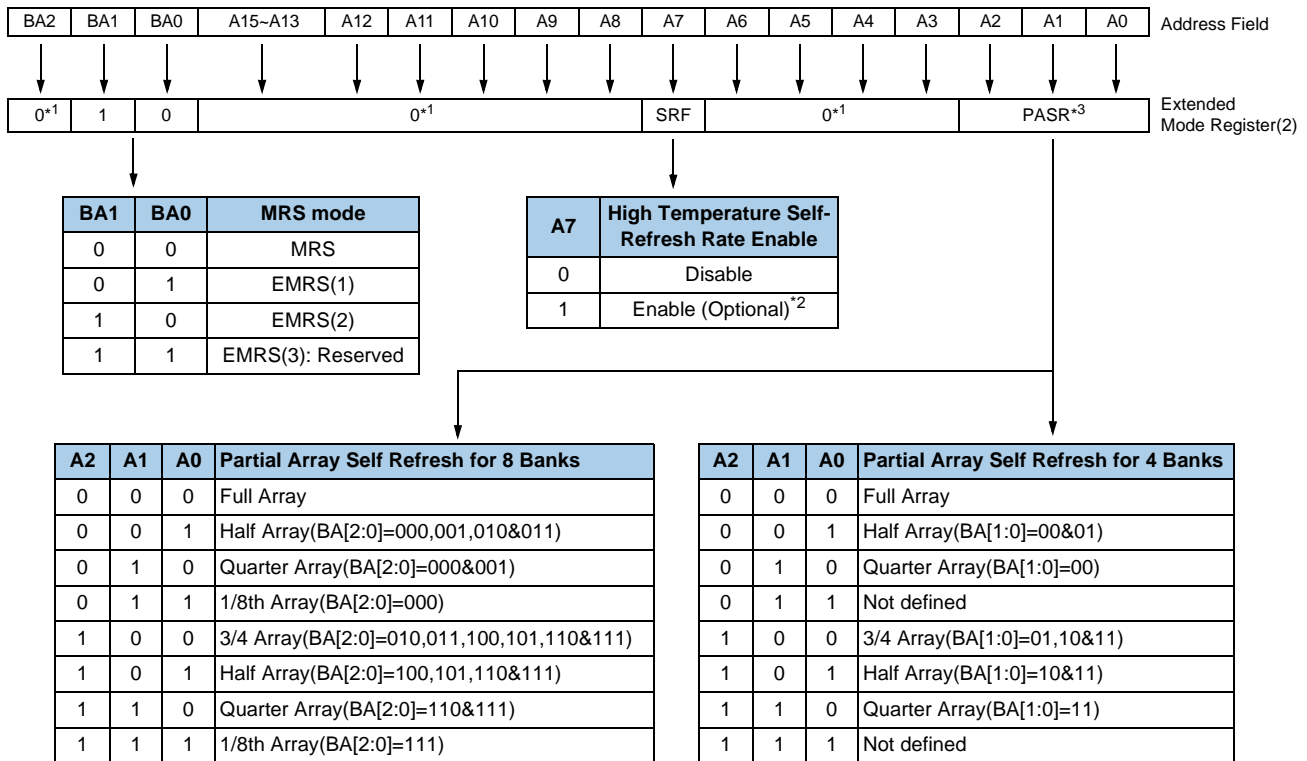 BA2 BA1 BA0 A15~A13 A12 A11 A10 A9 A8 A7 A6 A5 A4 A3 A2 A1 A0 Address Field
0*1 1 0 0*1 SRF 0*1 PASR*3 Extended
Mode Register(2)
BA1 BA0 MRS mode
0 0 MRS
0 1 EMRS(1)
1 0 EMRS(2)
1 1 EMRS(3): Reserved
A7 High Temperature Self-
Refresh Rate Enable
0 Disable
1 Enable (Optional)*2
A2 A1 A0 Partial Array Self Refresh for 8 Banks
0 0 0 Full Array
0 0 1 Half Array(BA[2:0]=000,001,010&011)
0 1 0 Quarter Array(BA[2:0]=000&001)
0 1 1 1/8th Array(BA[2:0]=000)
1 0 0 3/4 Array(BA[2:0]=010,011,100,101,110&111)
1 0 1 Half Array(BA[2:0]=100,101,110&111)
1 1 0 Quarter Array(BA[2:0]=110&111)
1 1 1 1/8th Array(BA[2:0]=111)
A2 A1 A0 Partial Array Self Refresh for 4 Banks
0 0 0 Full Array
0 0 1 Half Array(BA[1:0]=00&01)
0 1 0 Quarter Array(BA[1:0]=00)
0 1 1 Not defined
1 0 0 3/4 Array(BA[1:0]=01,10&11)
1 0 1 Half Array(BA[1:0]=10&11)
1 1 0 Quarter Array(BA[1:0]=11)
1 1 1 Not defined